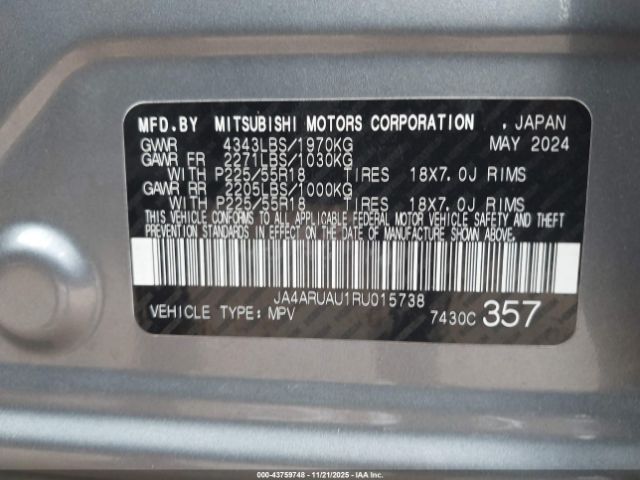 MFD.BY MITSUBISHI MOTORS CORPORATION , JAPAN
GVWR 4343LBS/1970KG MAY 2024
GAWR FR 2271LBS/1030KG
WITH P225/55R18 TIRES 18X7.0J RIMS
GAWR RR 2205LBS/1000KG
WITH P225/55R18 TIRES 18X7.0J RIMS
THIS VEHICLE CONFORMS TO ALL APPLICABLE FEDERAL MOTOR VEHICLE SAFETY AND THEFT
PREVENTION STANDARDS IN EFFECT ON THE DATE OF MANUFACTURE SHOWN ABOVE.
JA4ARUAU1RU015738
VEHICLE TYPE: MPV 7430C 357
000-43759748 - 11/21/2025 - IAA Inc.